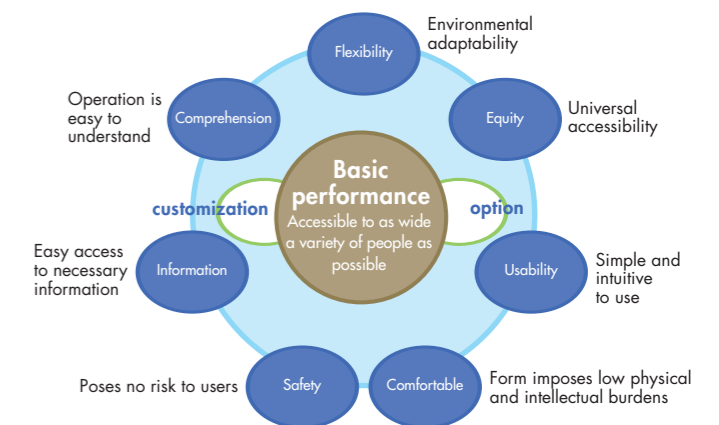 Flexibility
Environmental
adaptability
Operation is
easy to
understand
Comprehension
Equity
Universal
accessibility
Basic
performance
Accessible to as wide
a variety of people as
possible
customization
option
Easy access
to necessary
information
Information
Usability
Simple and
intuitive
to use
Poses no risk to users
Safety
Comfortable
Form imposes low physical
and intellectual burdens